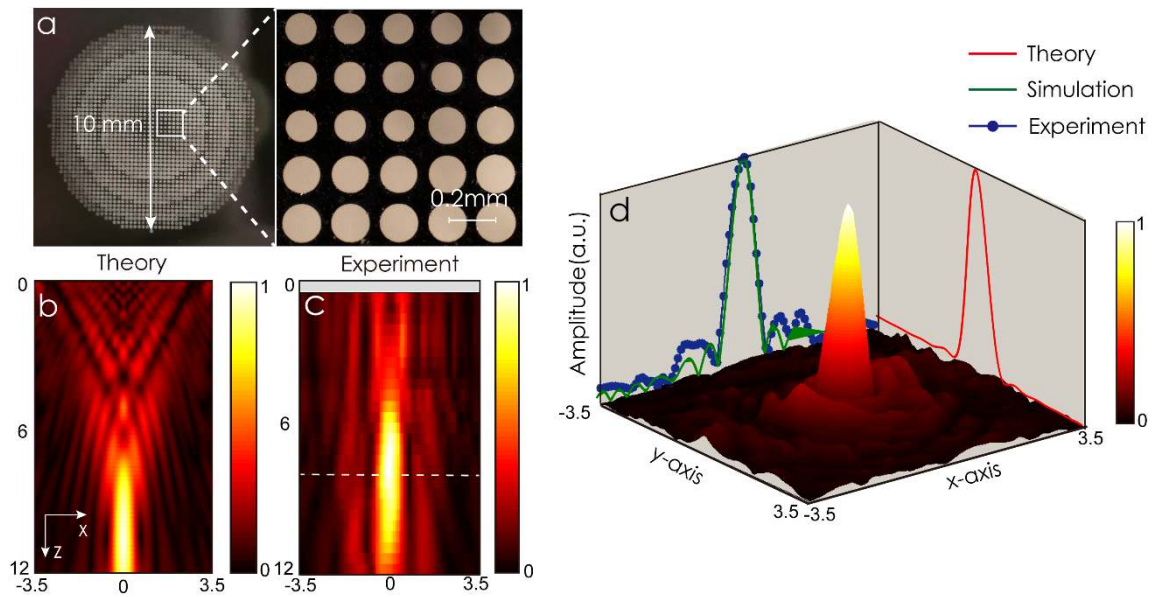 a
10 mm
0.2mm
Theory
Experiment
0
b
1
0
c
1
6
6
X
Z
12
0
12
0
-3.5
0
3.5
-3.5
0
3.5
Theory
Simulation
Experiment
d
Amplitude(a.u.)
1
0
-3.5
3.5
y-axis
x-axis
3.5
-3.5